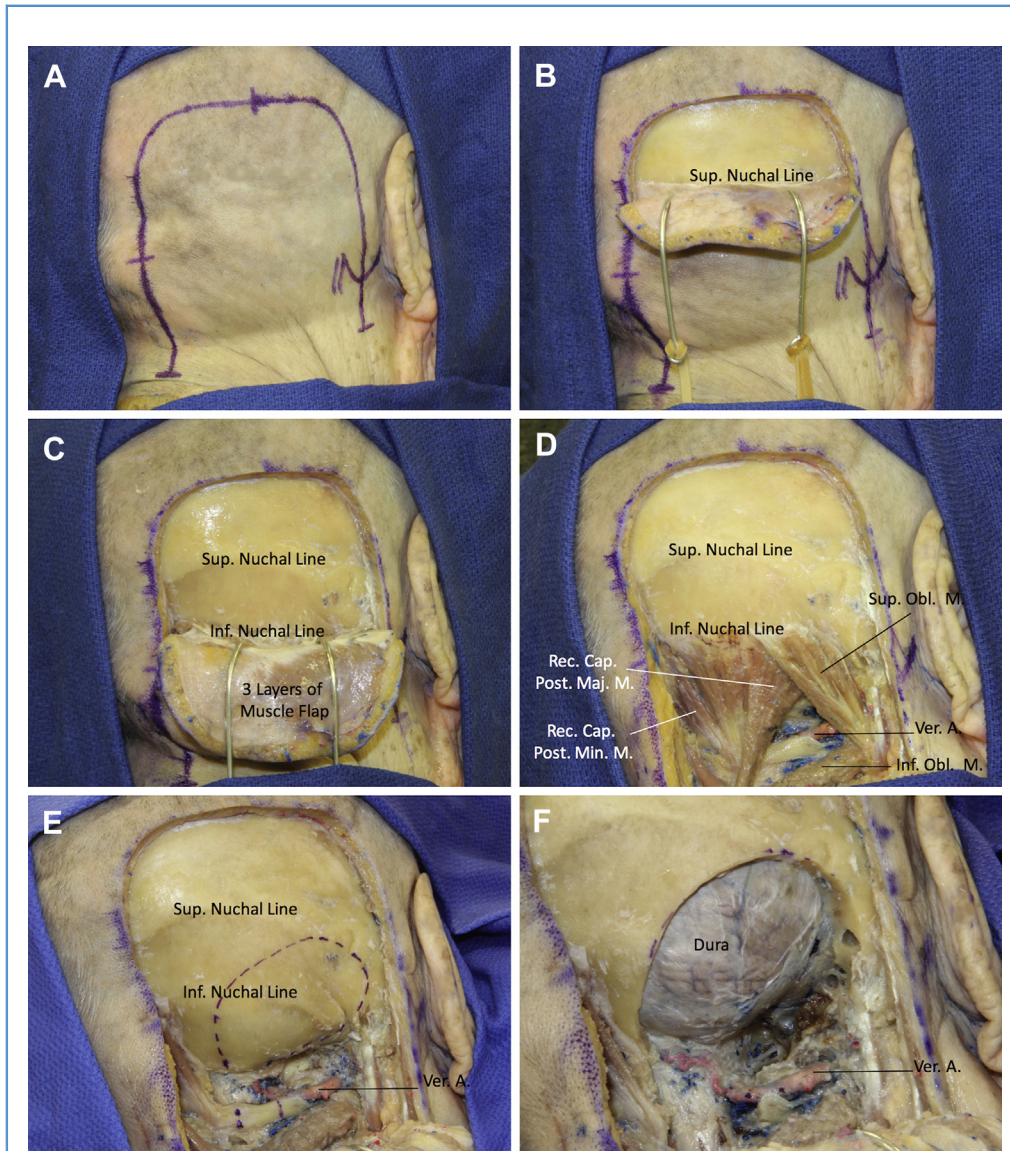 A
B
Sup. Nuchal Line
C
Sup. Nuchal Line
Inf. Nuchal Line
3 Layers of
Muscle Flap
D
Sup. Nuchal Line
Sup. Obl. M.
Inf. Nuchal Line
Rec. Cap.
Post. Maj. M.
Rec. Cap.
Post. Min. M.
Ver. A.
Inf. Obl. M.
E
Sup. Nuchal Line
Inf. Nuchal Line
Ver. A.
F
Dura
Ver. A.